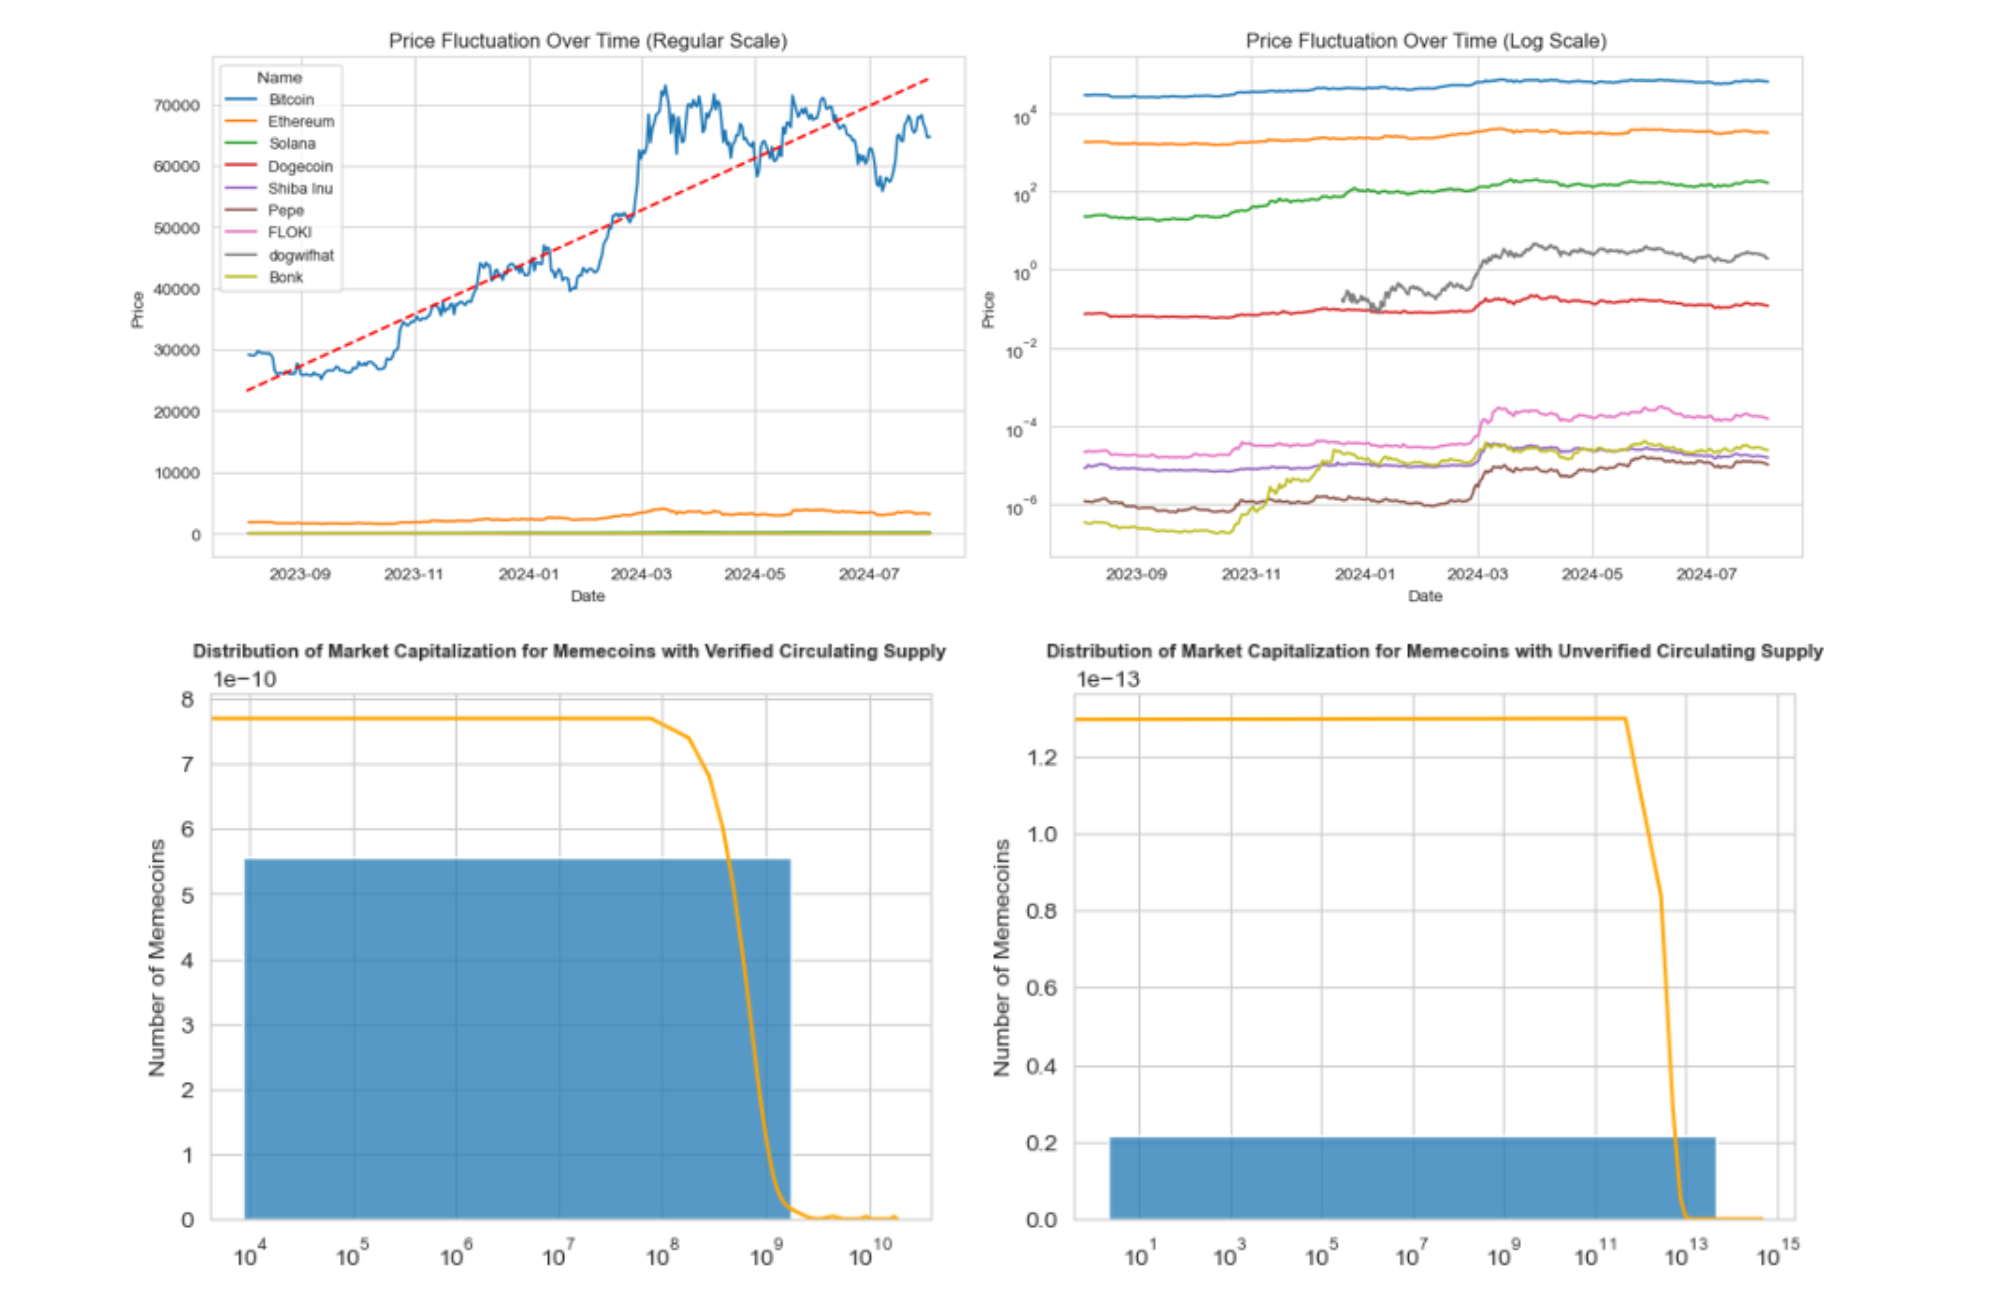 Price Fluctuation Over Time (Regular Scale)
Name
Bitcoin
Ethereum
Solana
Dogecoin
Shiba Inu
Pepe
FLOKI
dogwifhat
Bonk
70000
60000
50000
40000
30000
20000
10000
0
Price
2023-09 2023-11 2024-01 2024-03 2024-05 2024-07
Date
Price Fluctuation Over Time (Log Scale)
10^4
10^2
10^0
10^−2
10^−4
10^−6
Price
2023-09 2023-11 2024-01 2024-03 2024-05 2024-07
Date
Distribution of Market Capitalization for Memecoins with Verified Circulating Supply
1e−10
8
7
6
5
4
3
2
1
0
Number of Memecoins
10^4 10^5 10^6 10^7 10^8 10^9 10^10
Distribution of Market Capitalization for Memecoins with Unverified Circulating Supply
1e−13
1.2
1.0
0.8
0.6
0.4
0.2
0.0
Number of Memecoins
10^1 10^3 10^5 10^7 10^9 10^11 10^13 10^15